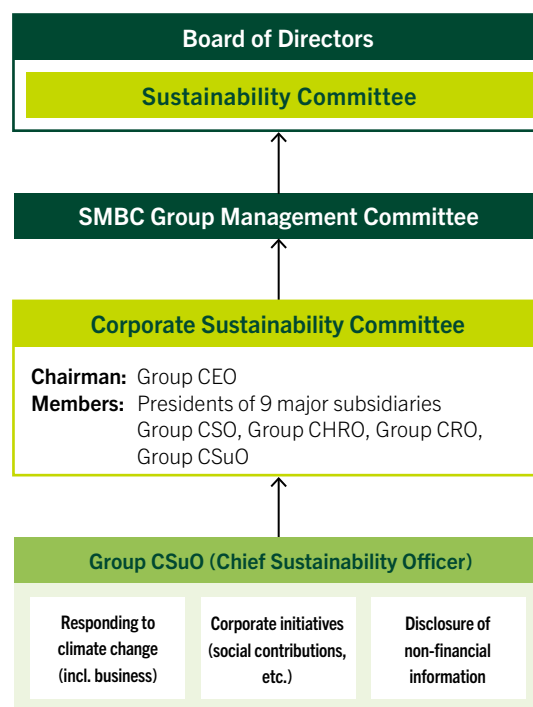 Board of Directors
Sustainability Committee
SMBC Group Management Committee
Corporate Sustainability Committee
Chairman: Group CEO
Members: Presidents of 9 major subsidiaries
Group CSO, Group CHRO, Group CRO,
Group CSuO
Group CSuO (Chief Sustainability Officer)
Responding to
climate change
(incl. business)
Corporate initiatives
(social contributions,
etc.)
Disclosure of
non-financial
information